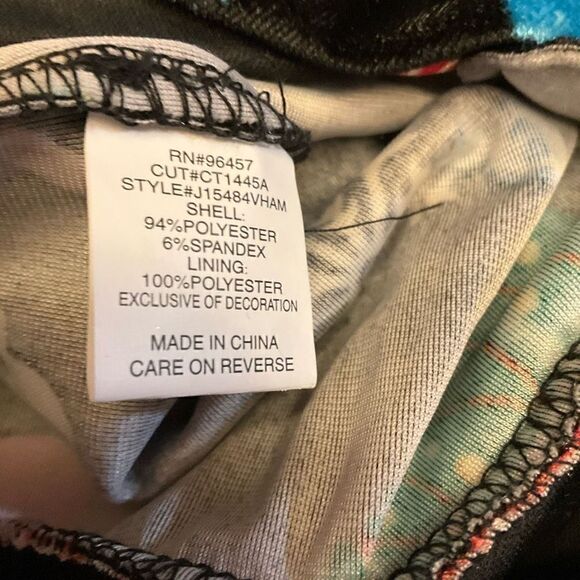 RN#96457
CUT#CT1445A
STYLE#J15484VHAM
SHELL:
94%POLYESTER
6%SPANDEX
LINING:
100%POLYESTER
EXCLUSIVE OF DECORATION
MADE IN CHINA
CARE ON REVERSE